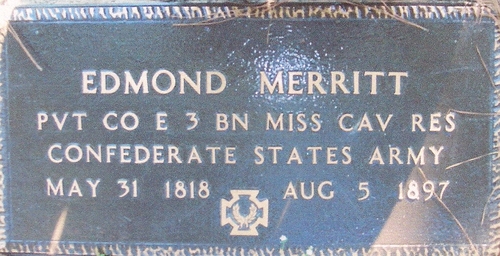 EDMOND MERRITT
PVT CO E 3 BN MISS CAV RES
CONFEDERATE STATES ARMY
MAY 31 1818 AUG 5 1897